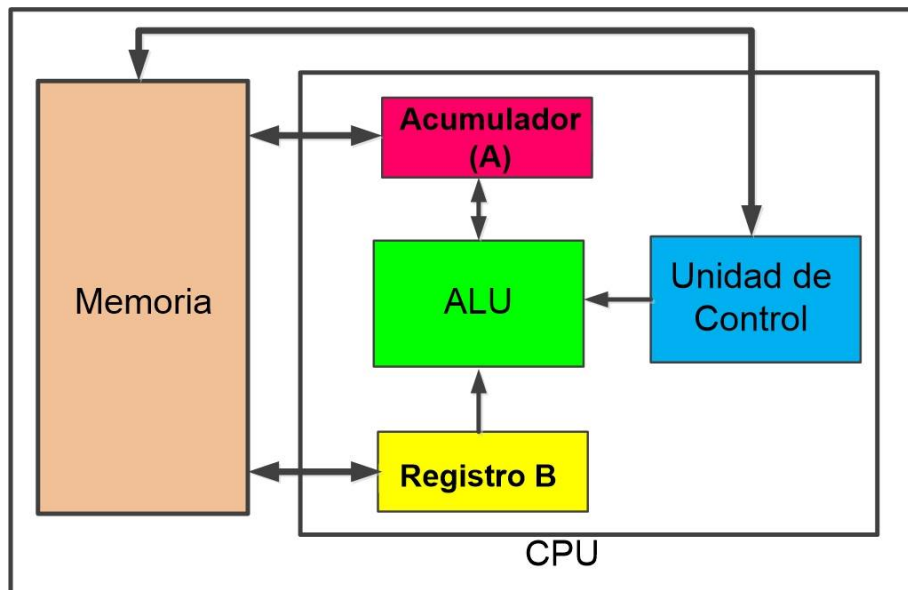 Acumulador
(A)
Memoria
ALU
Unidad de
Control
Registro B
CPU